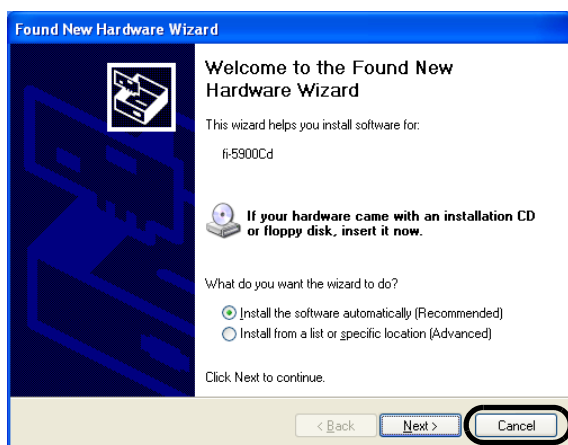 Found New Hardware Wizard
Welcome to the Found New
Hardware Wizard
This wizard helps you install software for:
fi-5900Cd
If your hardware came with an installation CD
or floppy disk, insert it now.
What do you want the wizard to do?
Install the software automatically (Recommended)
Install from a list or specific location (Advanced)
Click Next to continue.
< Back
Next >
Cancel